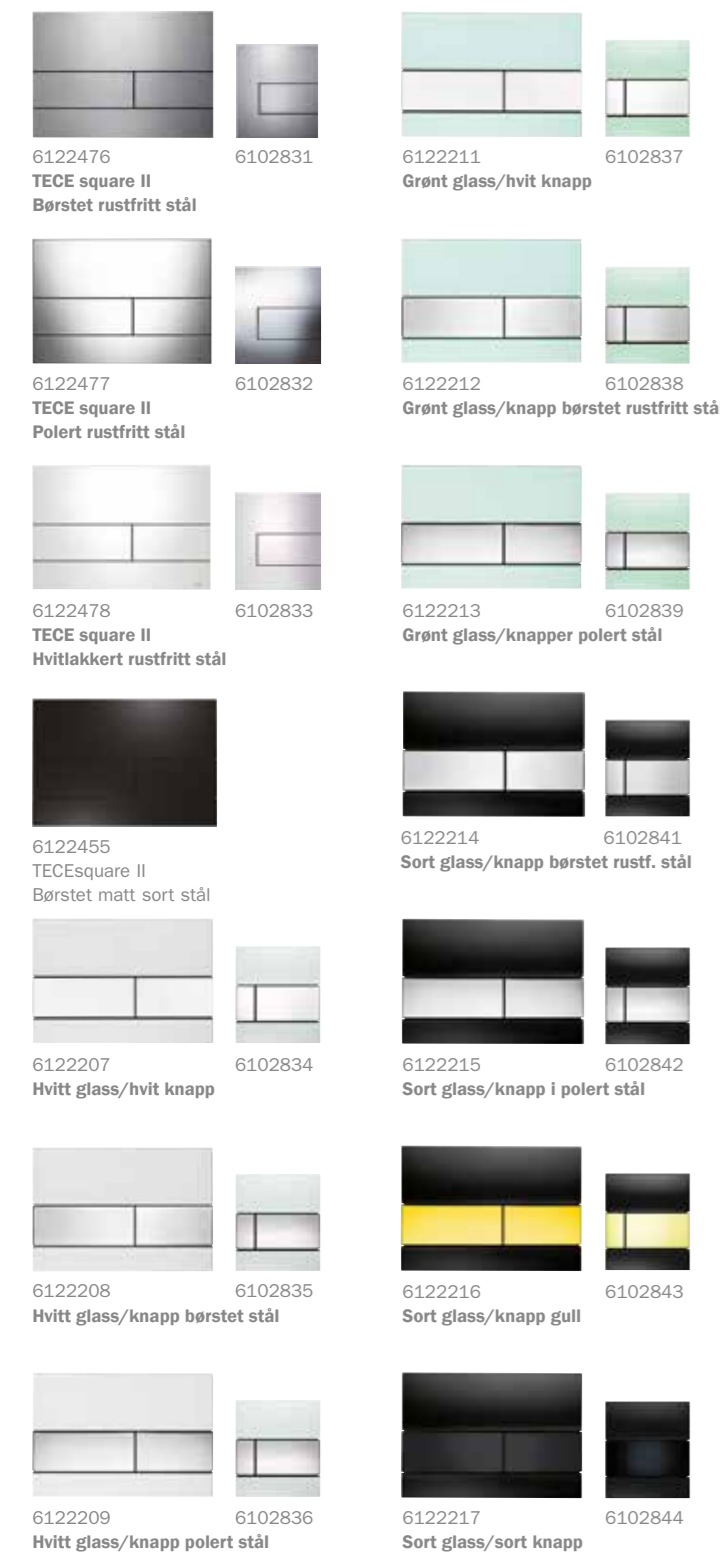 6122476 6102831
TECE square II
Børstet rustfritt stål
6122477 6102832
TECE square II
Polert rustfritt stål
6122478 6102833
TECE square II
Hvitlakkert rustfritt stål
6122455
TECEsquare II
Børstet matt sort stål
6122207 6102834
Hvitt glass/hvit knapp
6122208 6102835
Hvitt glass/knapp børstet stål
6122209 6102836
Hvitt glass/knapp polert stål
6122211 6102837
Grønt glass/hvit knapp
6122212 6102838
Grønt glass/knapp børstet rustfritt stå
6122213 6102839
Grønt glass/knapper polert stål
6122214 6102841
Sort glass/knapp børstet rustf. stål
6122215 6102842
Sort glass/knapp i polert stål
6122216 6102843
Sort glass/knapp gull
6122217 6102844
Sort glass/sort knapp